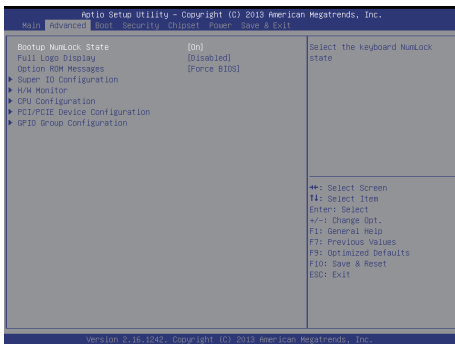 Aptio Setup Utility – Copyright (C) 2013 American Megatrends, Inc.
Main Advanced Boot Security Chipset Power Save & Exit
Bootup NumLock State [On]
Full Logo Display [Disabled]
Option ROM Messages [Force BIOS]
▶ Super IO Configuration
▶ H/W Monitor
▶ CPU Configuration
▶ PCI/PCIE Device Configuration
▶ GPIO Group Configuration
Select the keyboard NumLock
state
→←: Select Screen
↑↓: Select Item
Enter: Select
+/-: Change Opt.
F1: General Help
F7: Previous Values
F9: Optimized Defaults
F10: Save & Reset
ESC: Exit
Version 2.16.1242. Copyright (C) 2013 American Megatrends, Inc.